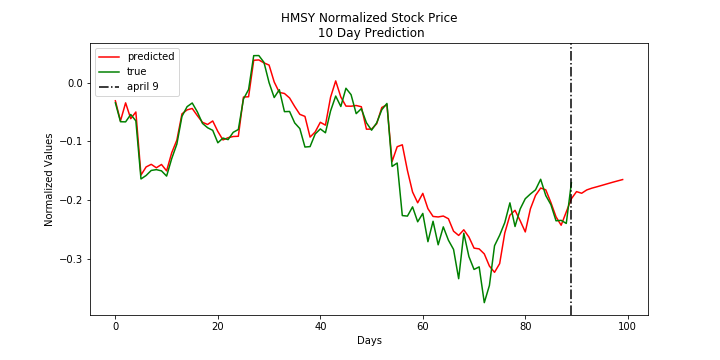 HMSY Normalized Stock Price
10 Day Prediction
predicted
true
april 9
Normalized Values
0.0
−0.1
−0.2
−0.3
0
20
40
60
80
100
Days